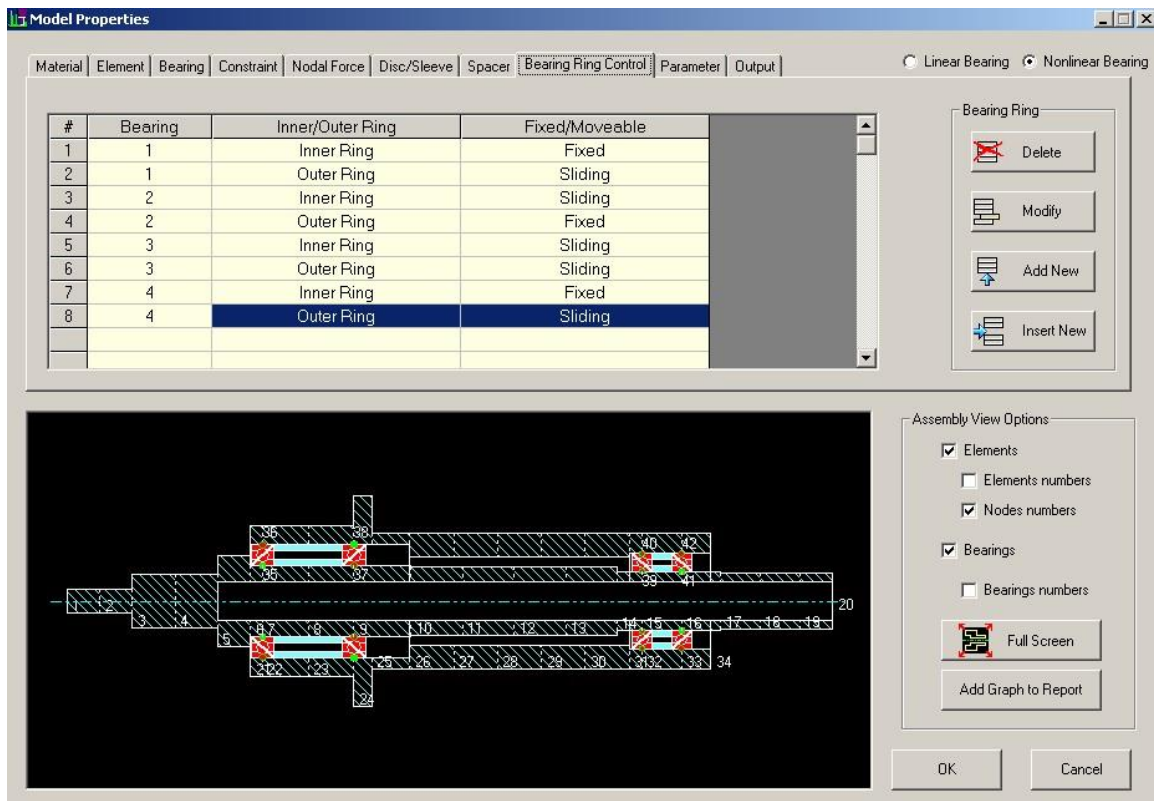 Model Properties
Material Element Bearing Constraint Nodal Force Disc/Sleeve Spacer Bearing Ring Control Parameter Output
Linear Bearing Nonlinear Bearing
# Bearing Inner/Outer Ring Fixed/Moveable
1 1 Inner Ring Fixed
2 1 Outer Ring Sliding
3 2 Inner Ring Sliding
4 2 Outer Ring Fixed
5 3 Inner Ring Sliding
6 3 Outer Ring Sliding
7 4 Inner Ring Fixed
8 4 Outer Ring Sliding
Bearing Ring
Delete
Modify
Add New
Insert New
36 38 40 42
35 37 39 41
1 2 20
3 4
5 6 7 8 9 10 11 12 13 14 15 16 17 18 19
21 22 23 25 26 27 28 29 30 31 32 33 34
24
Assembly View Options
Elements
Elements numbers
Nodes numbers
Bearings
Bearings numbers
Full Screen
Add Graph to Report
OK Cancel